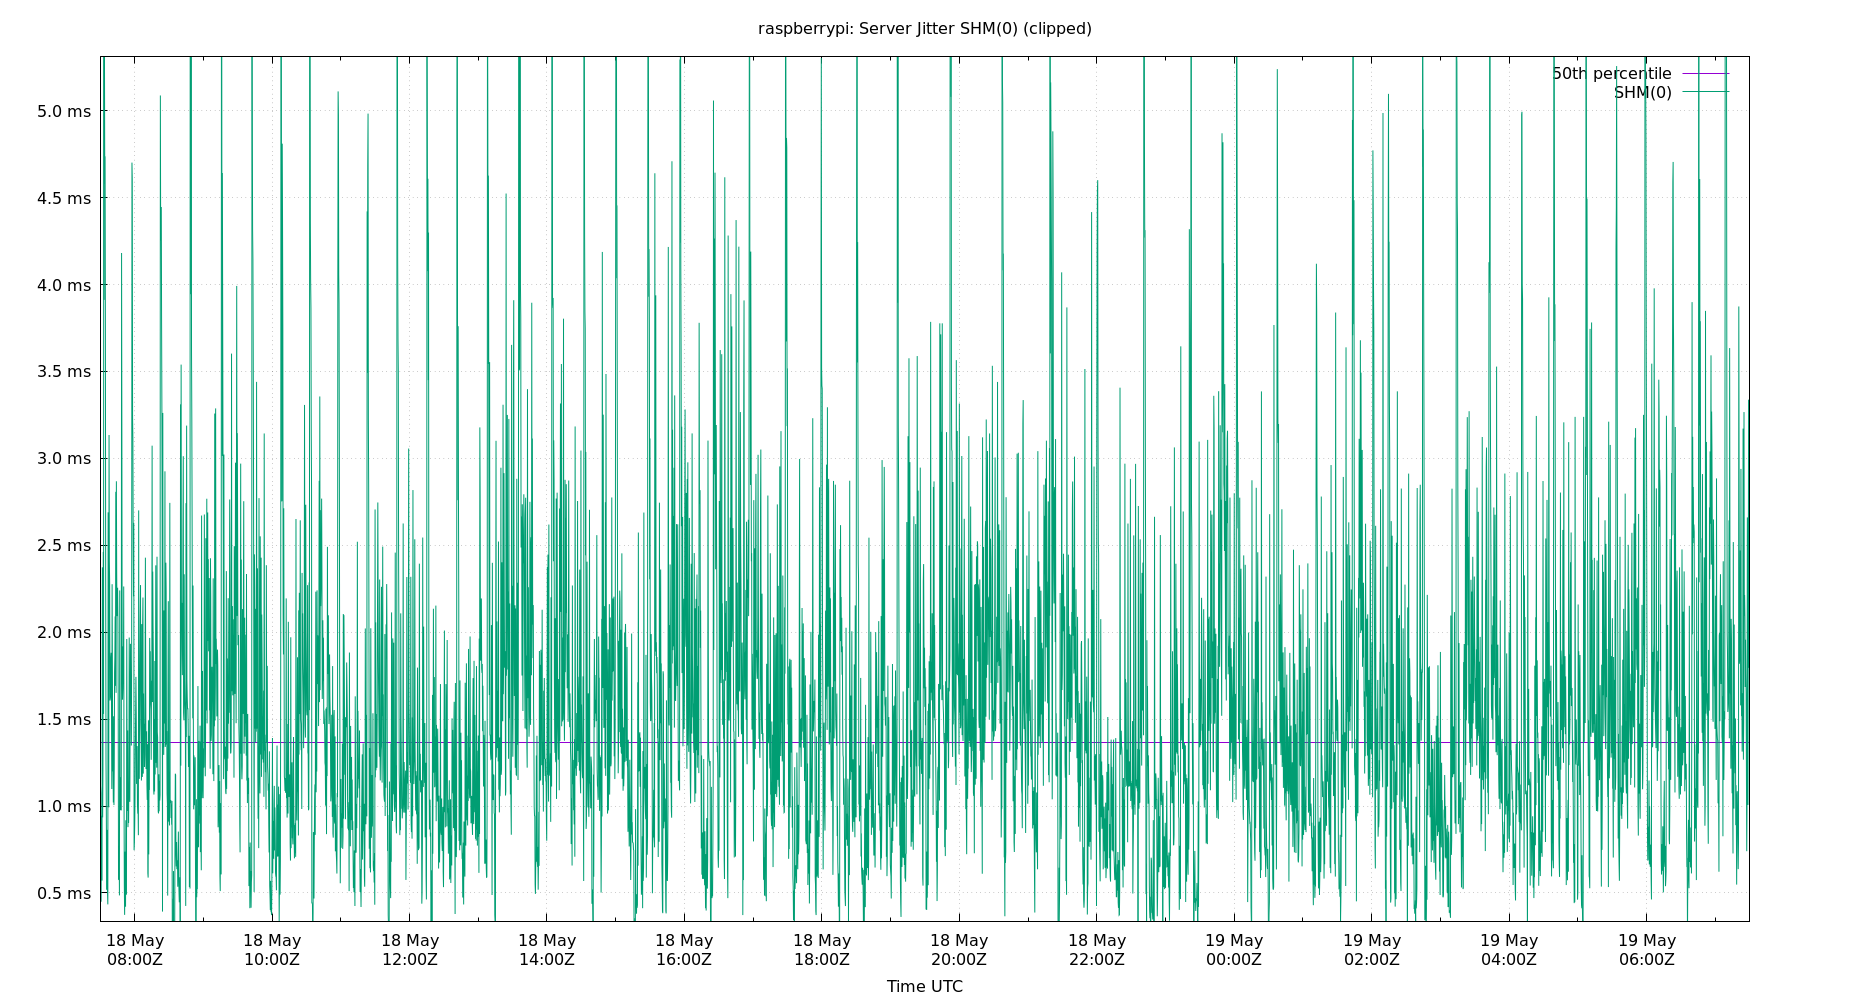 raspberrypi: Server Jitter SHM(0) (clipped)
50th percentile
SHM(0)
5.0 ms
4.5 ms
4.0 ms
3.5 ms
3.0 ms
2.5 ms
2.0 ms
1.5 ms
1.0 ms
0.5 ms
18 May 18 May 18 May 18 May 18 May 18 May 18 May 18 May 19 May 19 May 19 May 19 May
08:00Z 10:00Z 12:00Z 14:00Z 16:00Z 18:00Z 20:00Z 22:00Z 00:00Z 02:00Z 04:00Z 06:00Z
Time UTC